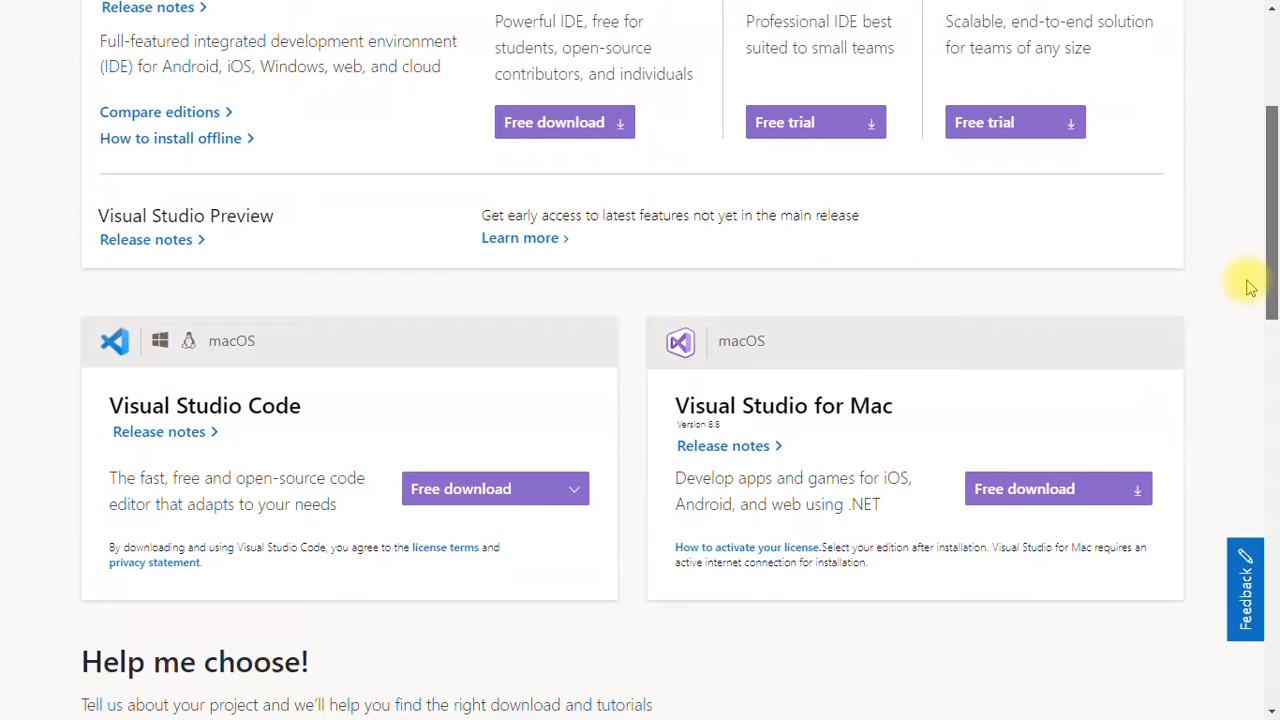 Release notes
Full-featured integrated development environment
(IDE) for Android, iOS, Windows, web, and cloud
Compare editions
How to install offline
Powerful IDE, free for
students, open-source
contributors, and individuals
Free download
Professional IDE best
suited to small teams
Free trial
Scalable, end-to-end solution
for teams of any size
Free trial
Visual Studio Preview
Release notes
Get early access to latest features not yet in the main release
Learn more
macOS
Visual Studio Code
Release notes
The fast, free and open-source code
editor that adapts to your needs
Free download
By downloading and using Visual Studio Code, you agree to the license terms and
privacy statement.
macOS
Visual Studio for Mac
Version 8.8
Release notes
Develop apps and games for iOS,
Android, and web using .NET
Free download
How to activate your license.Select your edition after installation. Visual Studio for Mac requires an
active internet connection for installation.
Feedback
Help me choose!
Tell us about your project and we'll help you find the right download and tutorials